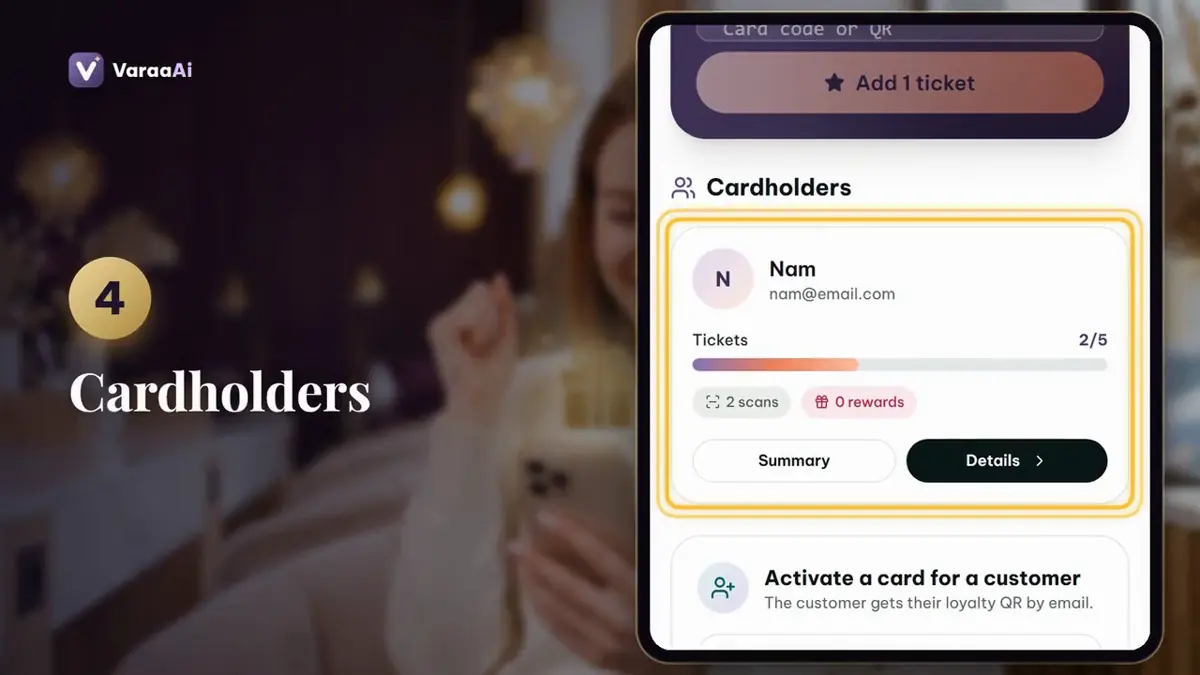 VaraaAi
4
Cardholders
Card code or QR
Add 1 ticket
Cardholders
N
Nam
nam@email.com
Tickets 2/5
2 scans 0 rewards
Summary Details
Activate a card for a customer
The customer gets their loyalty QR by email.